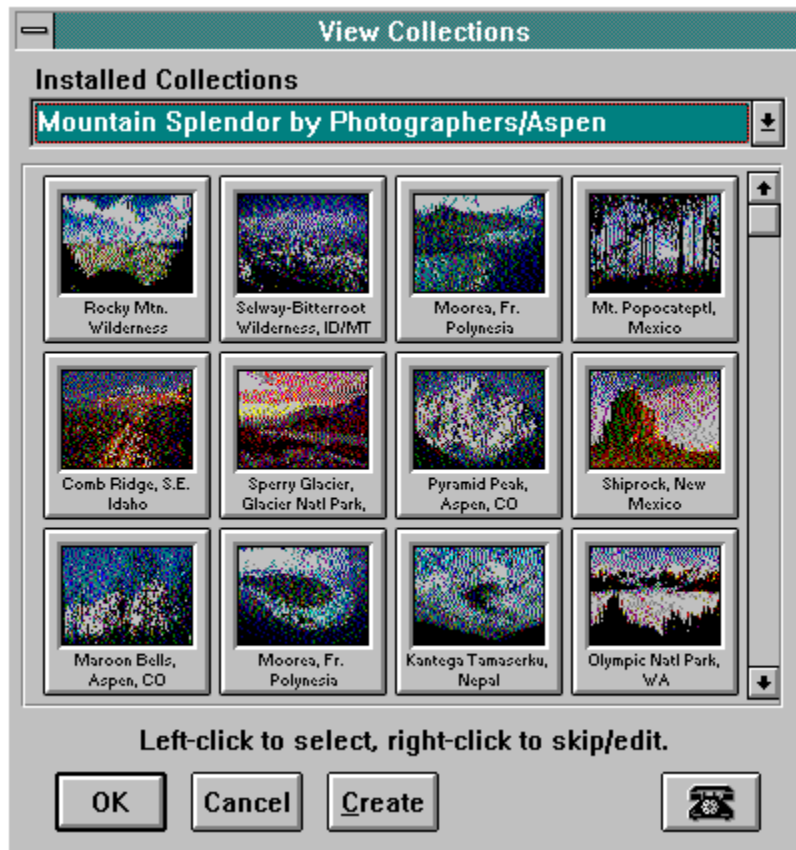 View Collections
Installed Collections
Mountain Splendor by Photographers/Aspen
Rocky Mtn.
Wilderness
Selway-Bitterroot
Wilderness, ID/MT
Moorea, Fr.
Polynesia
Mt. Popocateptl,
Mexico
Comb Ridge, S.E.
Idaho
Sperry Glacier,
Glacier Natl Park,
Pyramid Peak,
Aspen, CO
Shiprock, New
Mexico
Maroon Bells,
Aspen, CO
Moorea, Fr.
Polynesia
Kantega Tamaserku,
Nepal
Olympic Natl Park,
WA
Left-click to select, right-click to skip/edit.
OK
Cancel
Create